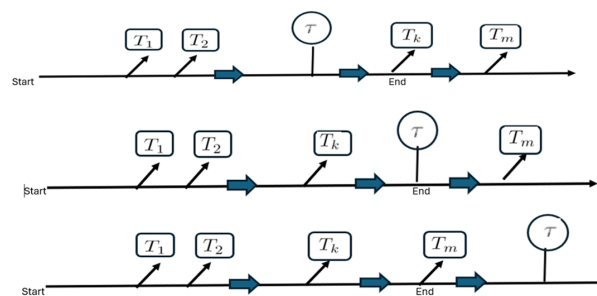 T₁ T₂ τ Tₖ Tₘ
Start End
T₁ T₂ Tₖ τ Tₘ
Start End
T₁ T₂ Tₖ Tₘ τ
Start End